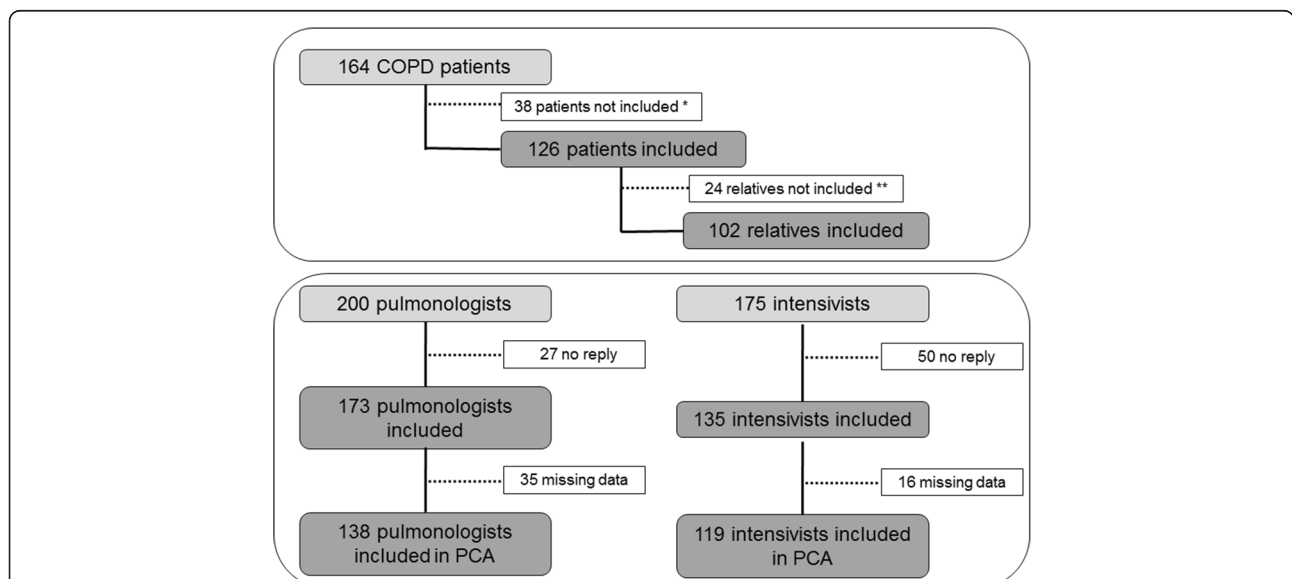 164 COPD patients
38 patients not included *
126 patients included
24 relatives not included **
102 relatives included
200 pulmonologists
27 no reply
173 pulmonologists
included
35 missing data
138 pulmonologists
included in PCA
175 intensivists
50 no reply
135 intensivists included
16 missing data
119 intensivists included
in PCA